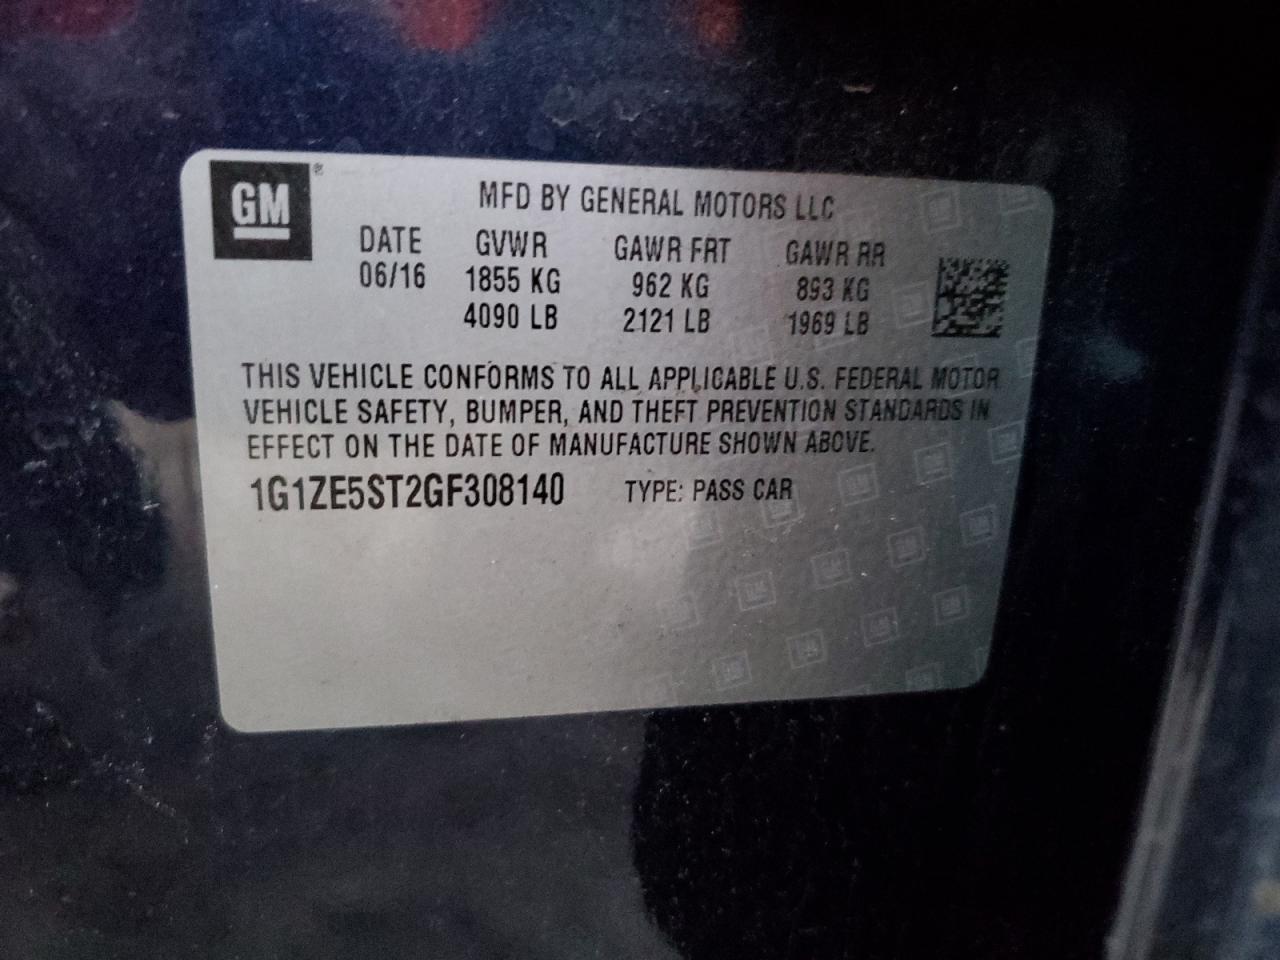 GM ®
MFD BY GENERAL MOTORS LLC
DATE GVWR GAWR FRT GAWR RR
06/16 1855 KG 962 KG 893 KG
4090 LB 2121 LB 1969 LB
THIS VEHICLE CONFORMS TO ALL APPLICABLE U.S. FEDERAL MOTOR
VEHICLE SAFETY, BUMPER, AND THEFT PREVENTION STANDARDS IN
EFFECT ON THE DATE OF MANUFACTURE SHOWN ABOVE.
1G1ZE5ST2GF308140 TYPE: PASS CAR